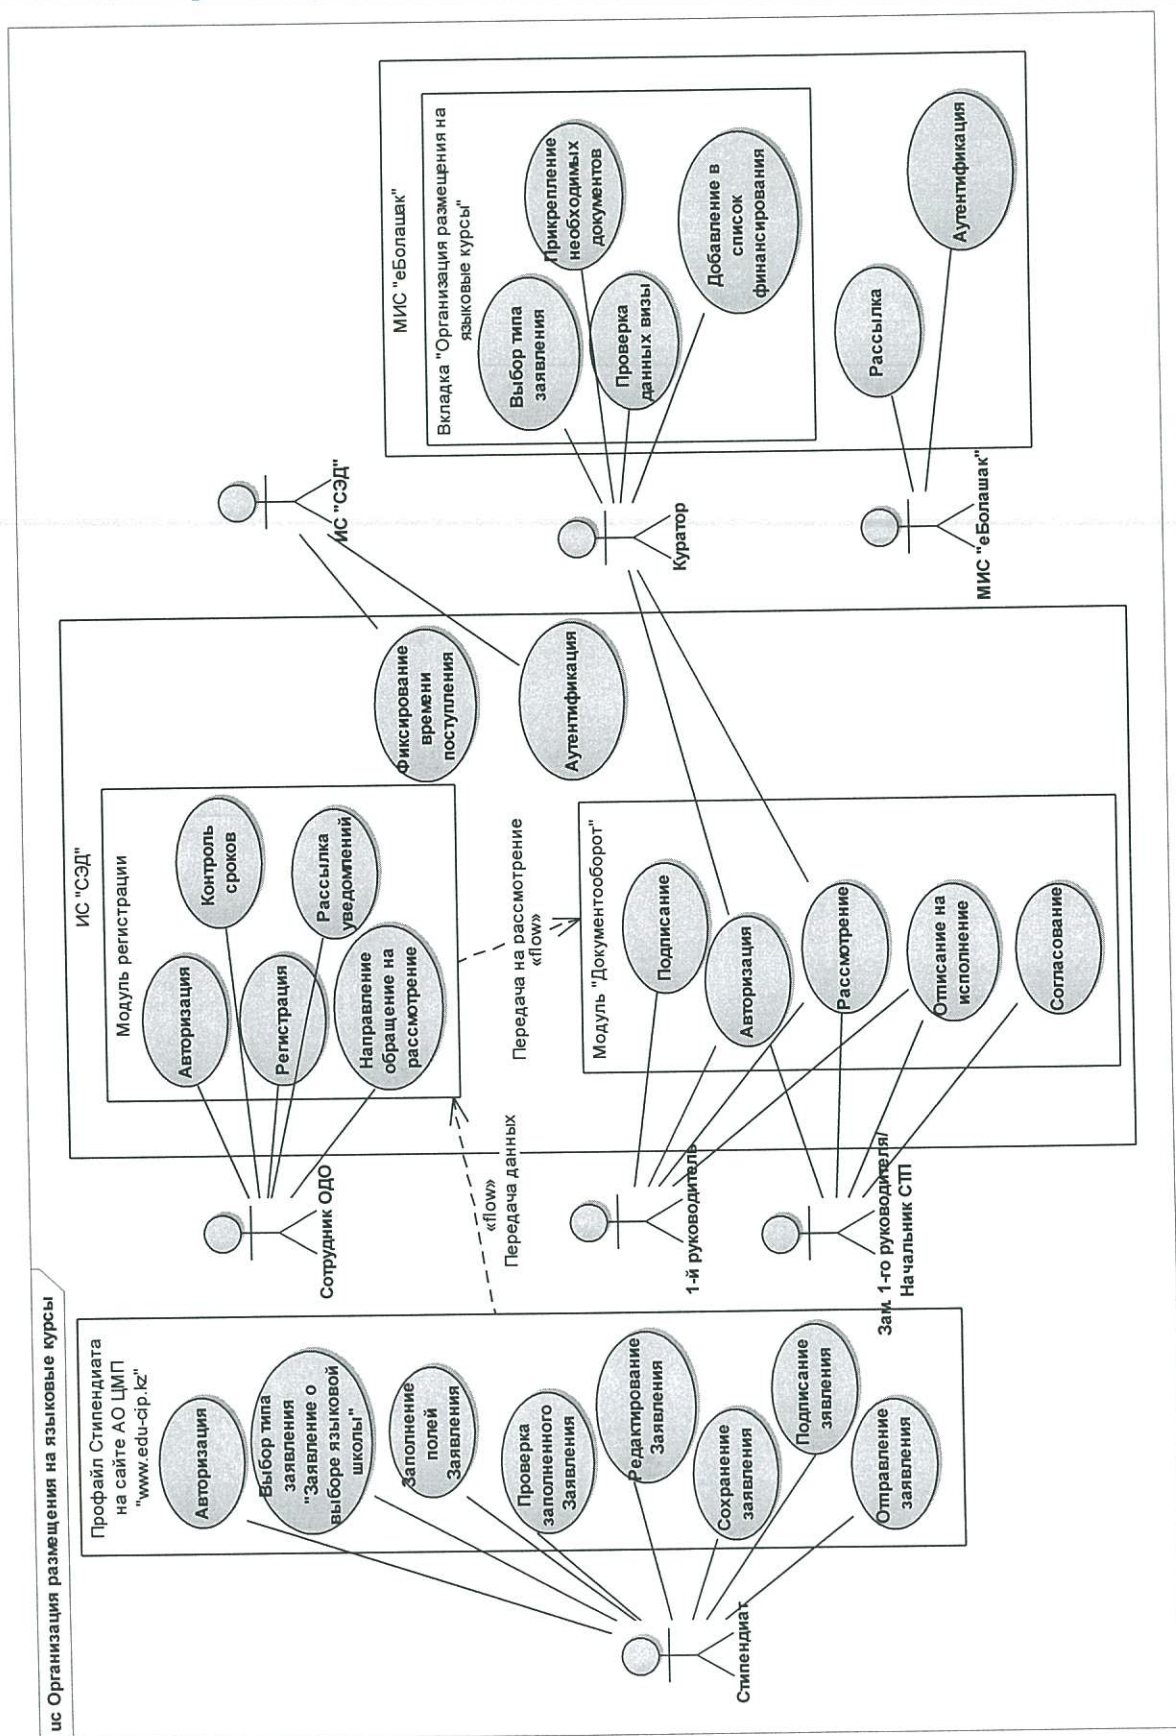 uc Организация размещения на языковые курсы
Профайл Стипендиата
на сайте АО ЦМП
"www.edu-cip.kz"
Авторизация
Выбор типа
заявления
"Заявление о
выборе языковой
школы"
Заполнение
полей
Заявления
Проверка
заполненного
Заявления
Редактирование
Заявления
Сохранение
заявления
Подписание
зявления
Отправление
заявления
Стипендиат
«flow»
Передача данных
ИС "СЭД"
Модуль регистрации
Авторизация
Контроль
сроков
Регистрация
Рассылка
уведомлений
Направление
обращение на
рассмотрение
Сотрудник ОДО
Фиксирование
времени
поступления
Аутентификация
ИС "СЭД"
Передача на рассмотрение
«flow»
Модуль "Документооборот"
Подписание
Авторизация
Рассмотрение
Отписание на
исполнение
Согласование
1-й руководитель
Зам. 1-го руководителя/
Начальник СТП
МИС "еБолашак"
Вкладка "Организация размещения на
языковые курсы"
Выбор типа
заявления
Прикрепление
необходимых
документов
Проверка
данных визы
Добавление в
список
финансирования
Куратор
Рассылка
Аутентификация
МИС "еБолашак"